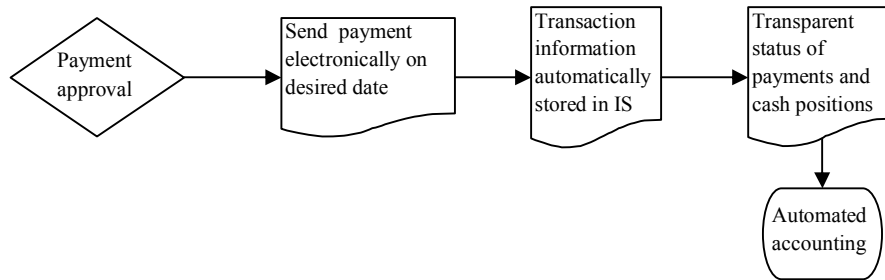 Payment
approval
Send payment
electronically on
desired date
Transaction
information
automatically
stored in IS
Transparent
status of
payments and
cash positions
Automated
accounting